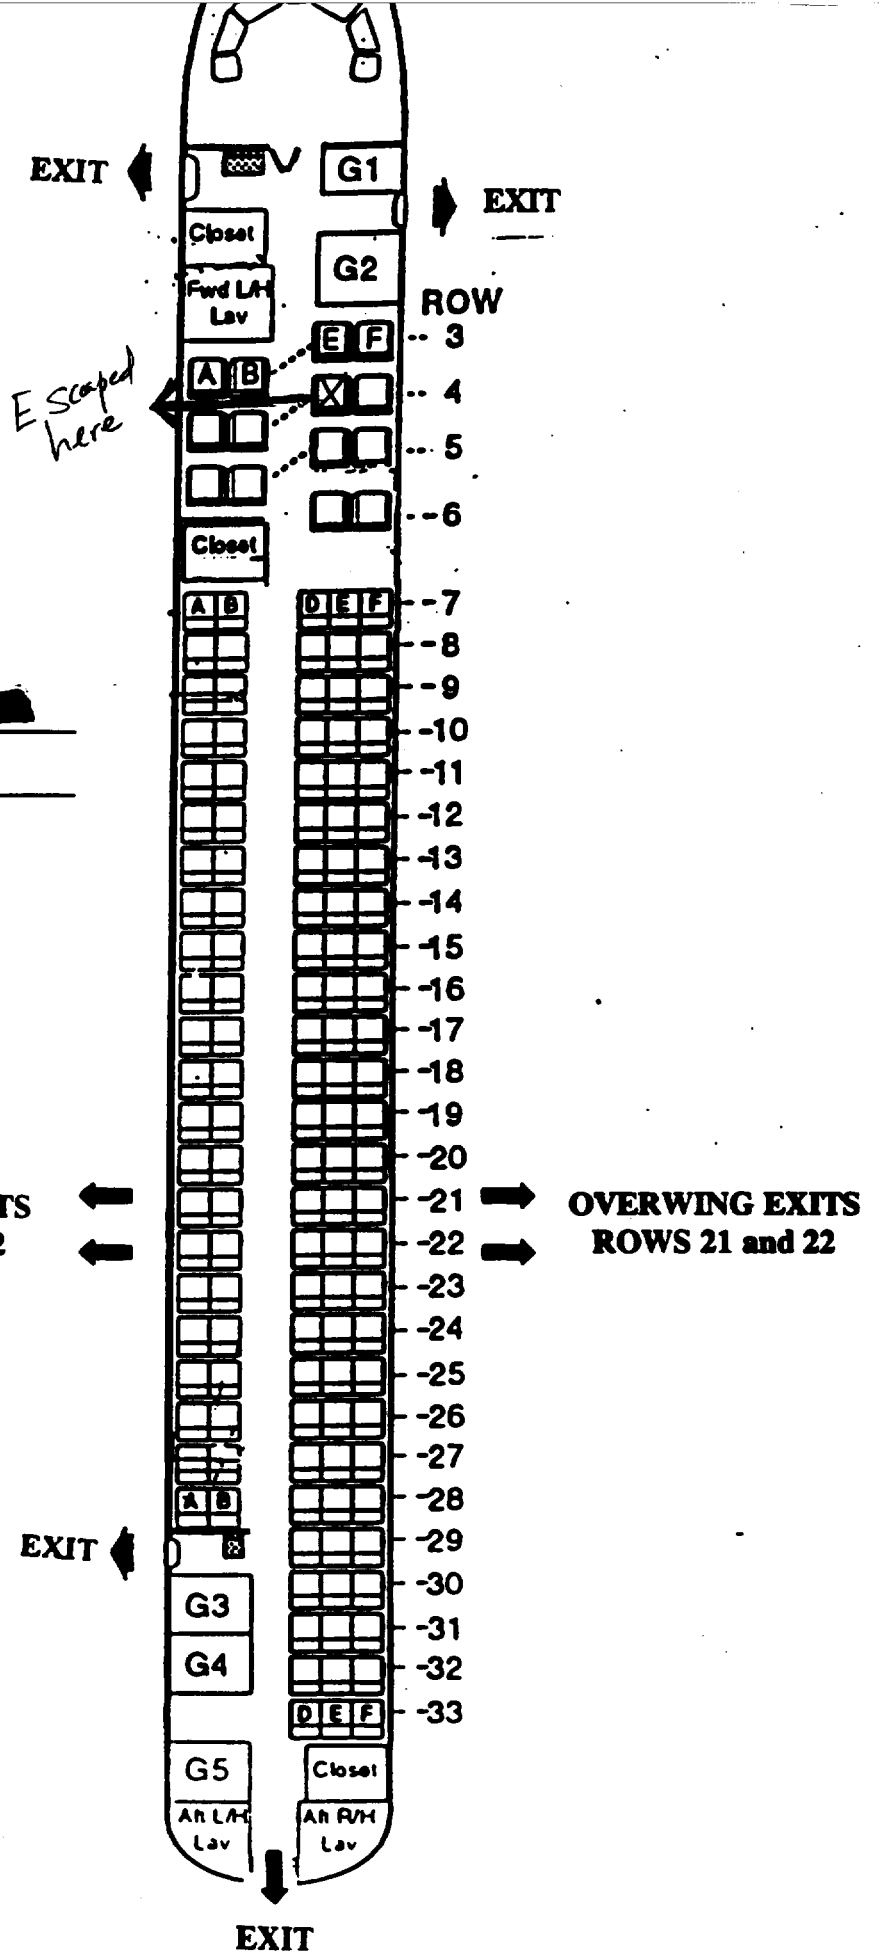 EXIT
G1
EXIT
Closet
G2
Fwd L/H
Lav
ROW
E F 3
A B
X 4
Escaped
here
5
6
Closet
A B D E F -7
-8
-9
-10
-11
-12
-13
-14
-15
-16
-17
-18
-19
-20
-21
TS OVERWING EXITS
2 -22 ROWS 21 and 22
-23
-24
-25
-26
-27
A B -28
EXIT -29
-30
G3
-31
G4 -32
D E F -33
G5 Closet
Aft L/H Aft R/H
Lav Lav
EXIT